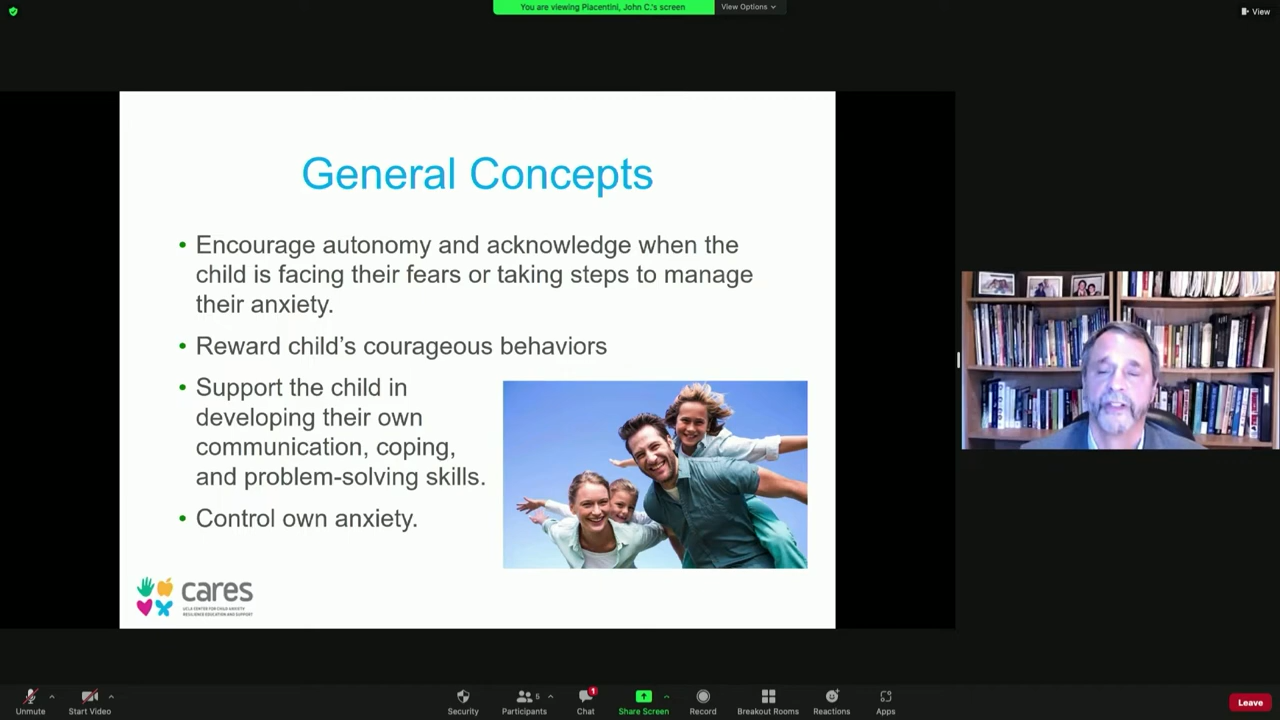 You are viewing Piacentini, John C.'s screen
View Options
View
General Concepts
• Encourage autonomy and acknowledge when the
child is facing their fears or taking steps to manage
their anxiety.
• Reward child’s courageous behaviors
• Support the child in
developing their own
communication, coping,
and problem-solving skills.
• Control own anxiety.
cares
UCLA CENTER FOR CHILD ANXIETY
RESILIENCE EDUCATION AND SUPPORT
Unmute
Start Video
Security
5
Participants
1
Chat
Share Screen
Record
Breakout Rooms
Reactions
Apps
Leave